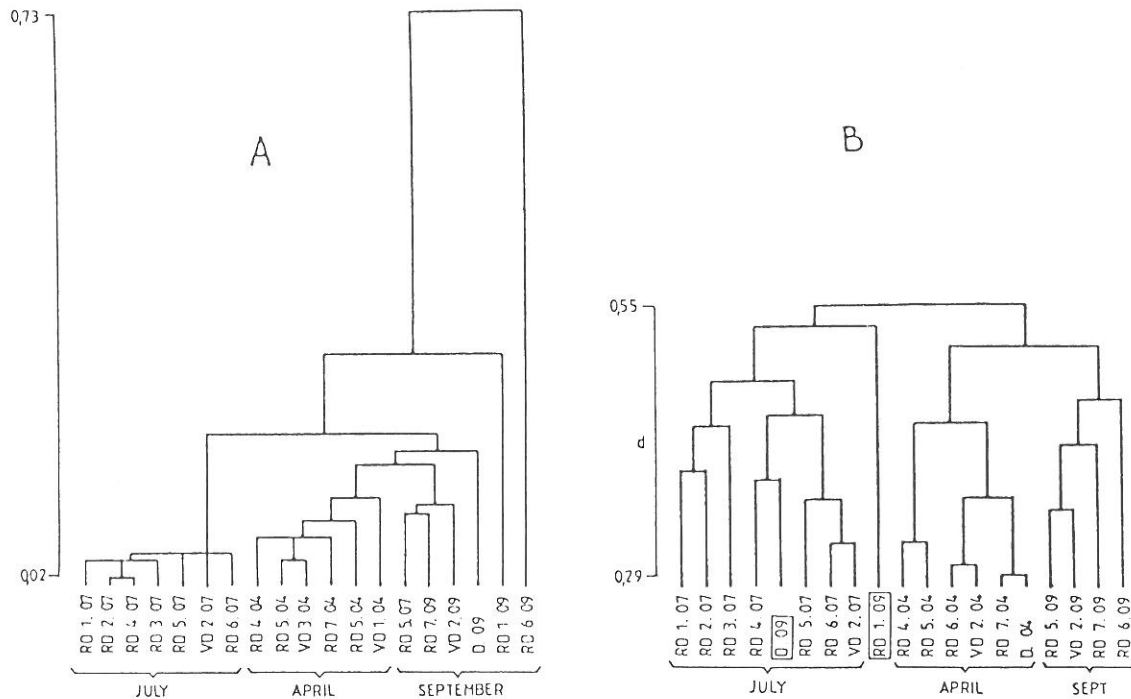 0,73
A
0,02
RD 1. 07
RD 2. 07
RD 4. 07
RD 3. 07
RD 5. 07
VD 2. 07
RD 6. 07
RD 4. 04
RD 5. 04
VD 3. 04
RD 7. 04
RD 5. 04
VD 1. 04
RD 5. 07
RD 7. 09
VD 2. 09
D 09
RD 1. 09
RD 6. 09
JULY
APRIL
SEPTEMBER
B
0,55
d
0,29
RD 1. 07
RD 2. 07
RD 3. 07
RD 4. 07
D 09
RD 5. 07
RD 6. 07
VD 2. 07
RD 1. 09
RD 4. 04
RD 5. 04
RD 6. 04
VD 2. 04
RD 7. 04
D. 04
RD 5. 09
VD 2. 09
RD 7. 09
RD 6. 09
JULY
APRIL
SEPT